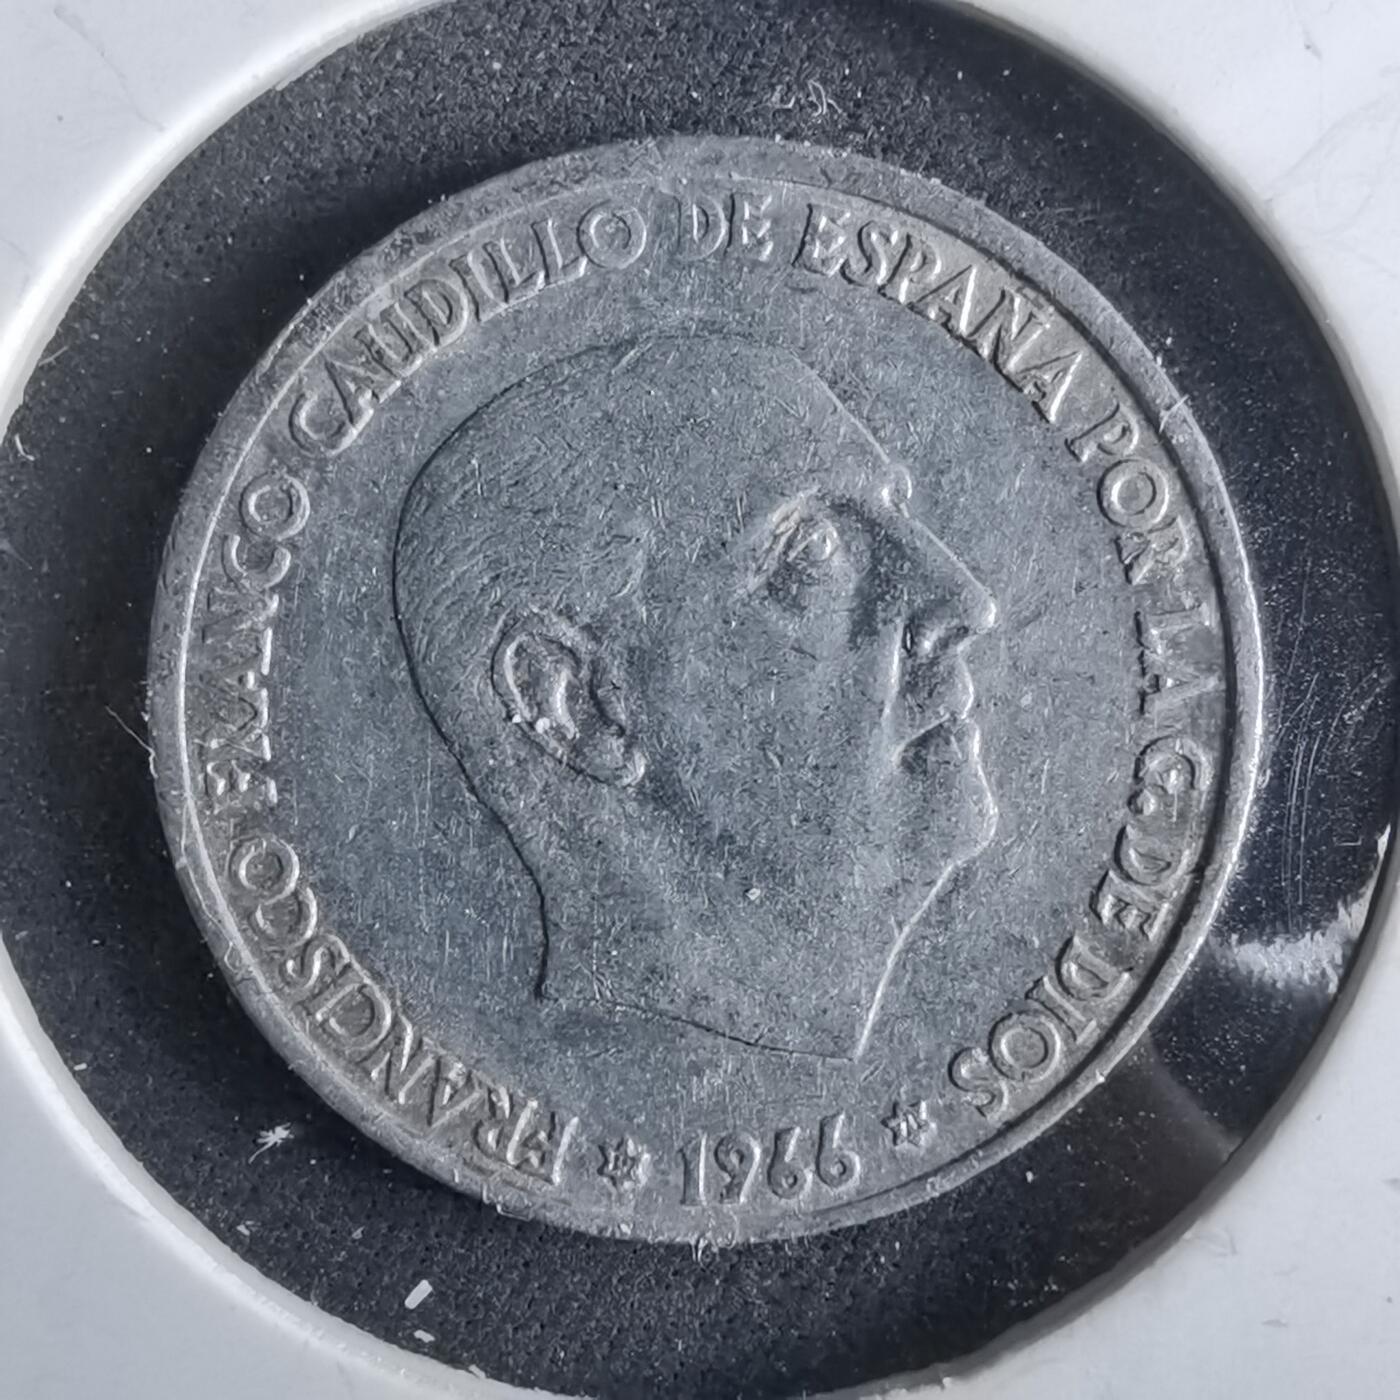 FRANCISCO FRANCO CAUDILLO DE ESPAÑA POR LA G. DE DIOS
1966